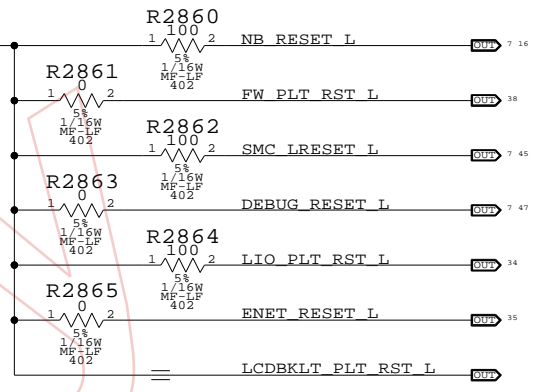 R2860
100
1 2 NB_RESET_L OUT 7 16
5%
1/16W
MF-LF
402
R2861
0
1 2 FW_PLT_RST_L OUT 38
5%
1/16W
MF-LF
402
R2862
100
1 2 SMC_LRESET_L OUT 7 45
5%
1/16W
MF-LF
402
R2863
0
1 2 DEBUG_RESET_L OUT 7 47
5%
1/16W
MF-LF
402
R2864
100
1 2 LIO_PLT_RST_L OUT 34
5%
1/16W
MF-LF
402
R2865
0
1 2 ENET_RESET_L OUT 35
5%
1/16W
MF-LF
402
LCDBKLT_PLT_RST_L OUT